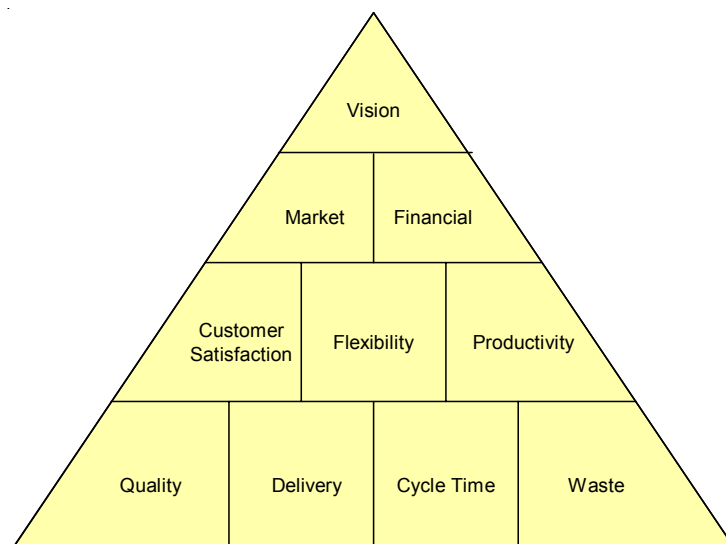 Vision
Market
Financial
Customer
Satisfaction
Flexibility
Productivity
Quality
Delivery
Cycle Time
Waste